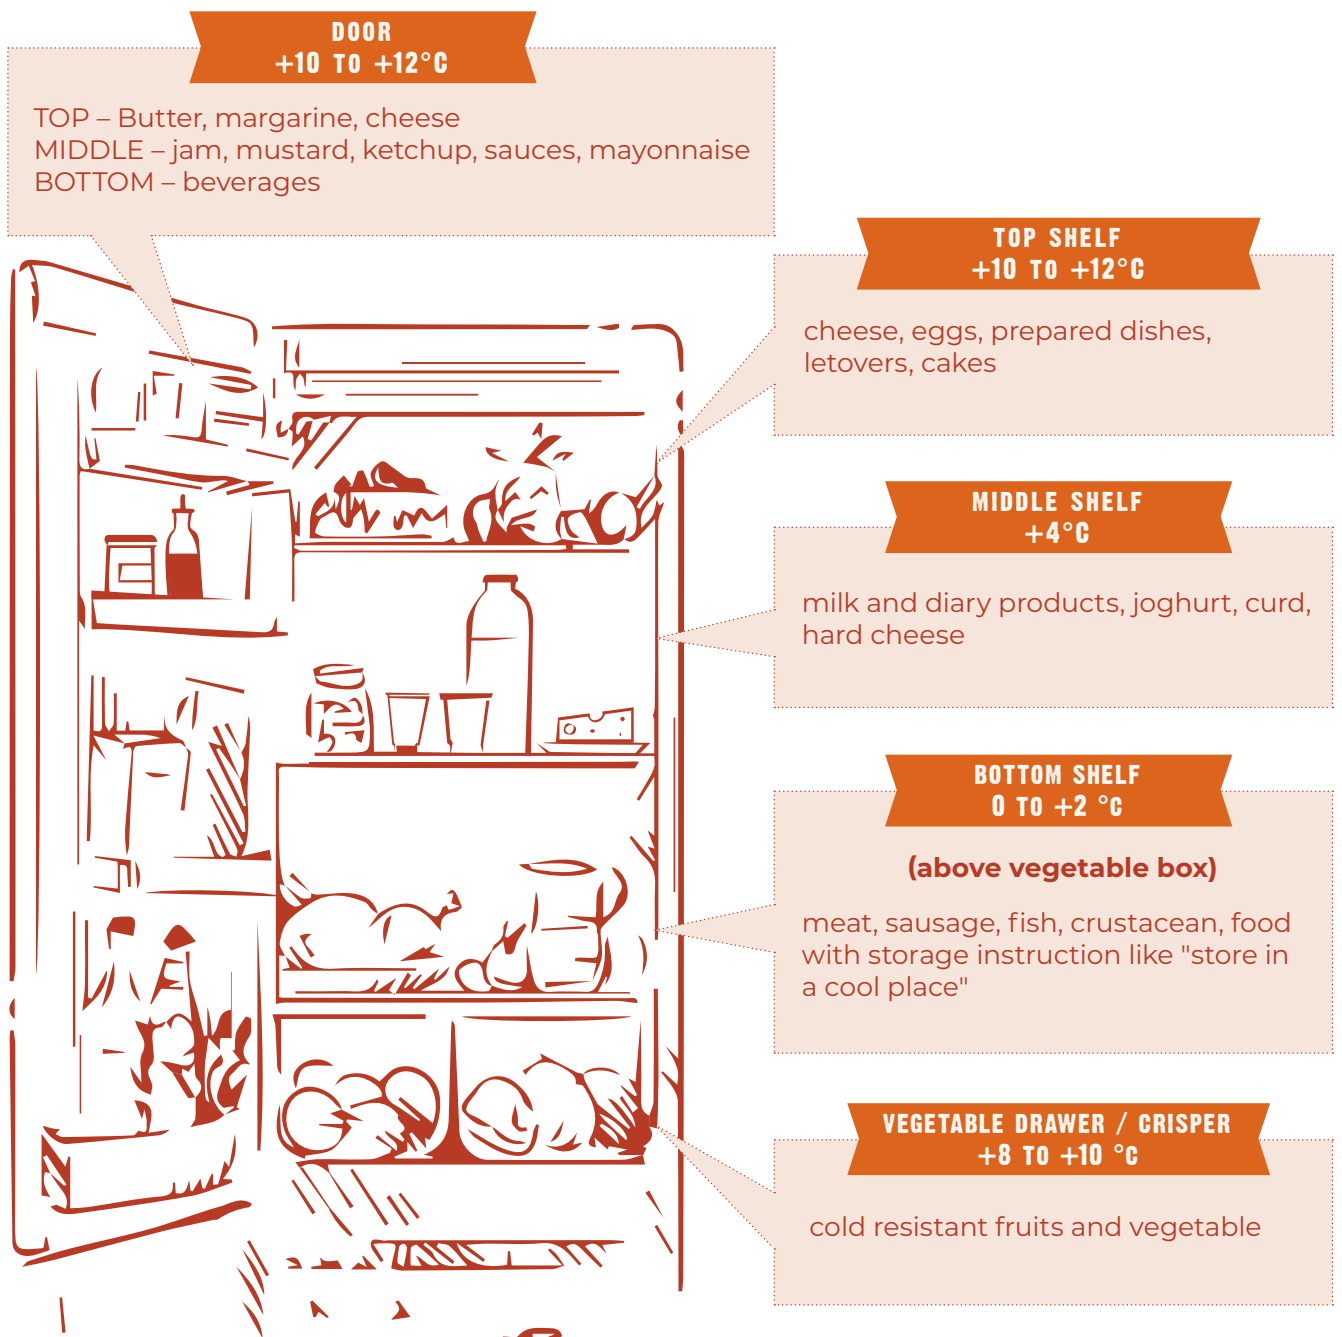 DOOR
+10 TO +12°C
TOP – Butter, margarine, cheese
MIDDLE – jam, mustard, ketchup, sauces, mayonnaise
BOTTOM – beverages
TOP SHELF
+10 TO +12°C
cheese, eggs, prepared dishes,
letovers, cakes
MIDDLE SHELF
+4°C
milk and diary products, joghurt, curd,
hard cheese
BOTTOM SHELF
0 TO +2 °C
(above vegetable box)
meat, sausage, fish, crustacean, food
with storage instruction like "store in
a cool place"
VEGETABLE DRAWER / CRISPER
+8 TO +10 °C
cold resistant fruits and vegetable